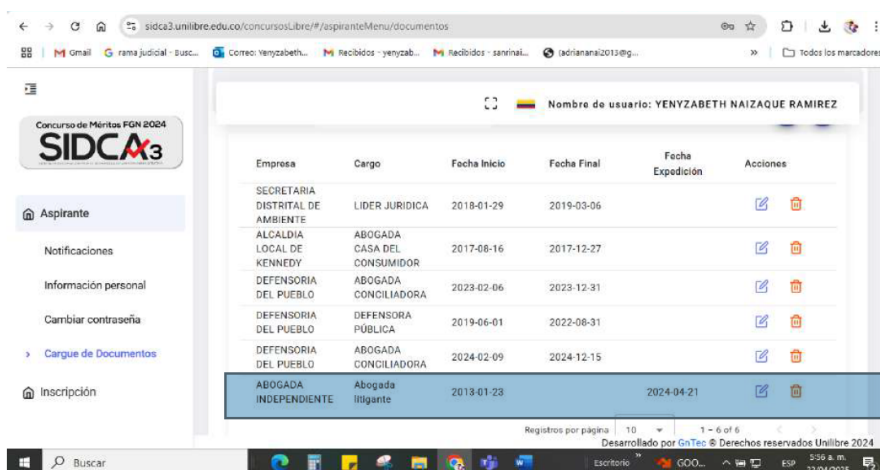 sidca3.unilibre.edu.co/concursosLibre/#/aspiranteMenu/documentos
Gmail
rama judicial - Busc...
Correo: Venyzabeth...
Recibidos - yenyzab...
Recibidos - sanrinai...
(adriananai2013@g...
»
Todos los marcadores
Concurso de Méritos FGN 2024
SIDCA3
Nombre de usuario: YENYZABETH NAIZAQUE RAMIREZ
Aspirante
Notificaciones
Información personal
Cambiar contraseña
Cargue de Documentos
Inscripción
Empresa Cargo Fecha Inicio Fecha Final Fecha Expedición Acciones
SECRETARIA DISTRITAL DE AMBIENTE LIDER JURIDICA 2018-01-29 2019-03-06
ALCALDIA LOCAL DE KENNEDY ABOGADA CASA DEL CONSUMIDOR 2017-08-16 2017-12-27
DEFENSORIA DEL PUEBLO ABOGADA CONCILIADORA 2023-02-06 2023-12-31
DEFENSORIA DEL PUEBLO DEFENSORA PÚBLICA 2019-06-01 2022-08-31
DEFENSORIA DEL PUEBLO ABOGADA CONCILIADORA 2024-02-09 2024-12-15
ABOGADA INDEPENDIENTE Abogada litigante 2013-01-23 2024-04-21
Registros por página 10 1 - 6 of 6
Desarrollado por GnTec © Derechos reservados Unilibre 2024
Buscar
Escritorio
GOO...
ESP
5:56 a. m.